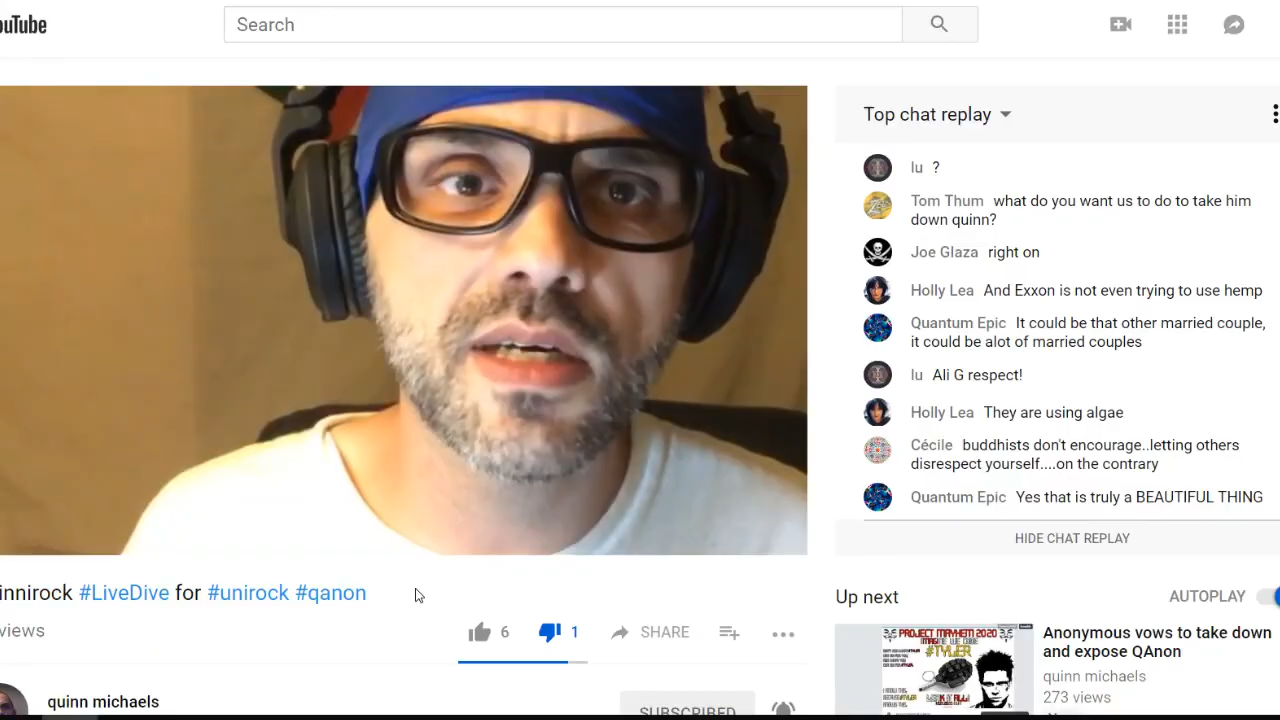 ouTube
Search
Top chat replay
lu ?
Tom Thum what do you want us to do to take him
down quinn?
Joe Glaza right on
Holly Lea And Exxon is not even trying to use hemp
Quantum Epic It could be that other married couple,
it could be alot of married couples
lu Ali G respect!
Holly Lea They are using algae
Cécile buddhists don't encourage..letting others
disrespect yourself....on the contrary
Quantum Epic Yes that is truly a BEAUTIFUL THING
HIDE CHAT REPLAY
innirock #LiveDive for #unirock #qanon
views
6
1
SHARE
quinn michaels
SUBSCRIBED
Up next
AUTOPLAY
PROJECT MAYHEM 2020
#TYLER
Anonymous vows to take down
and expose QAnon
quinn michaels
273 views